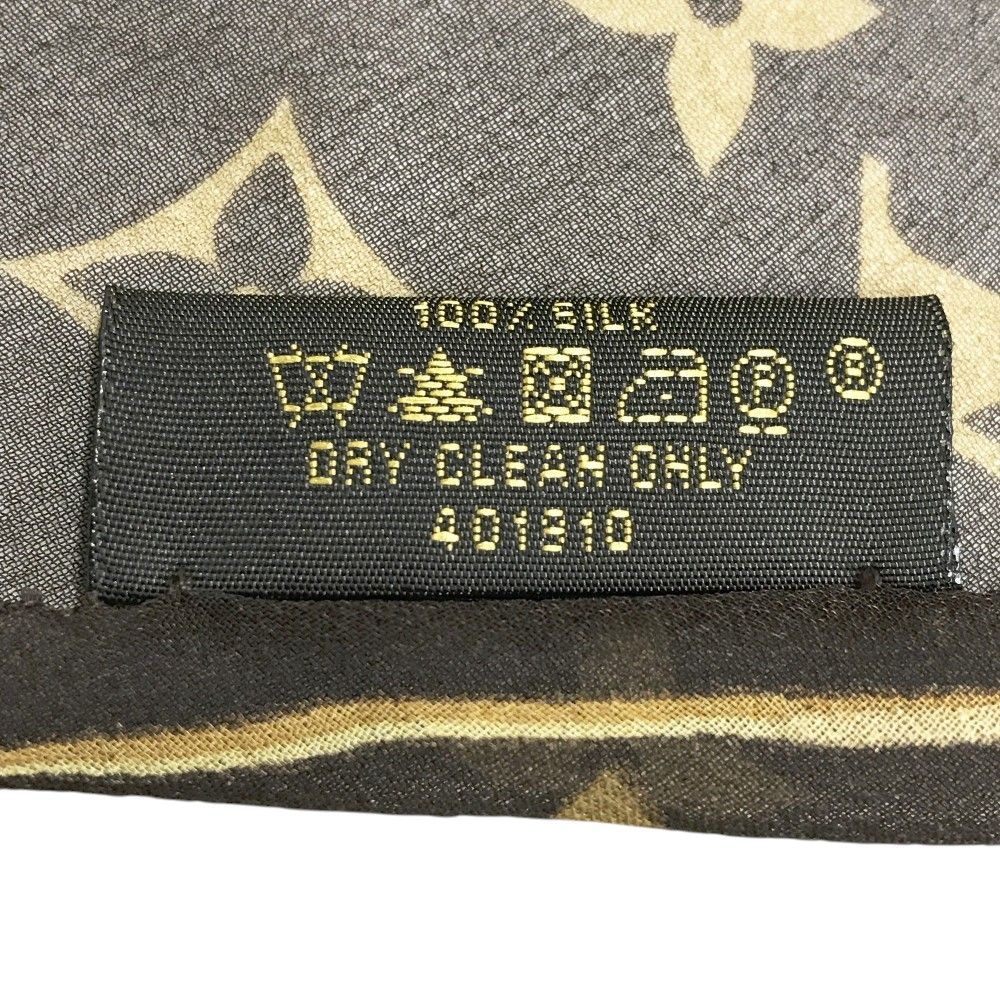 100% SILK
P ®
DRY CLEAN ONLY
401910